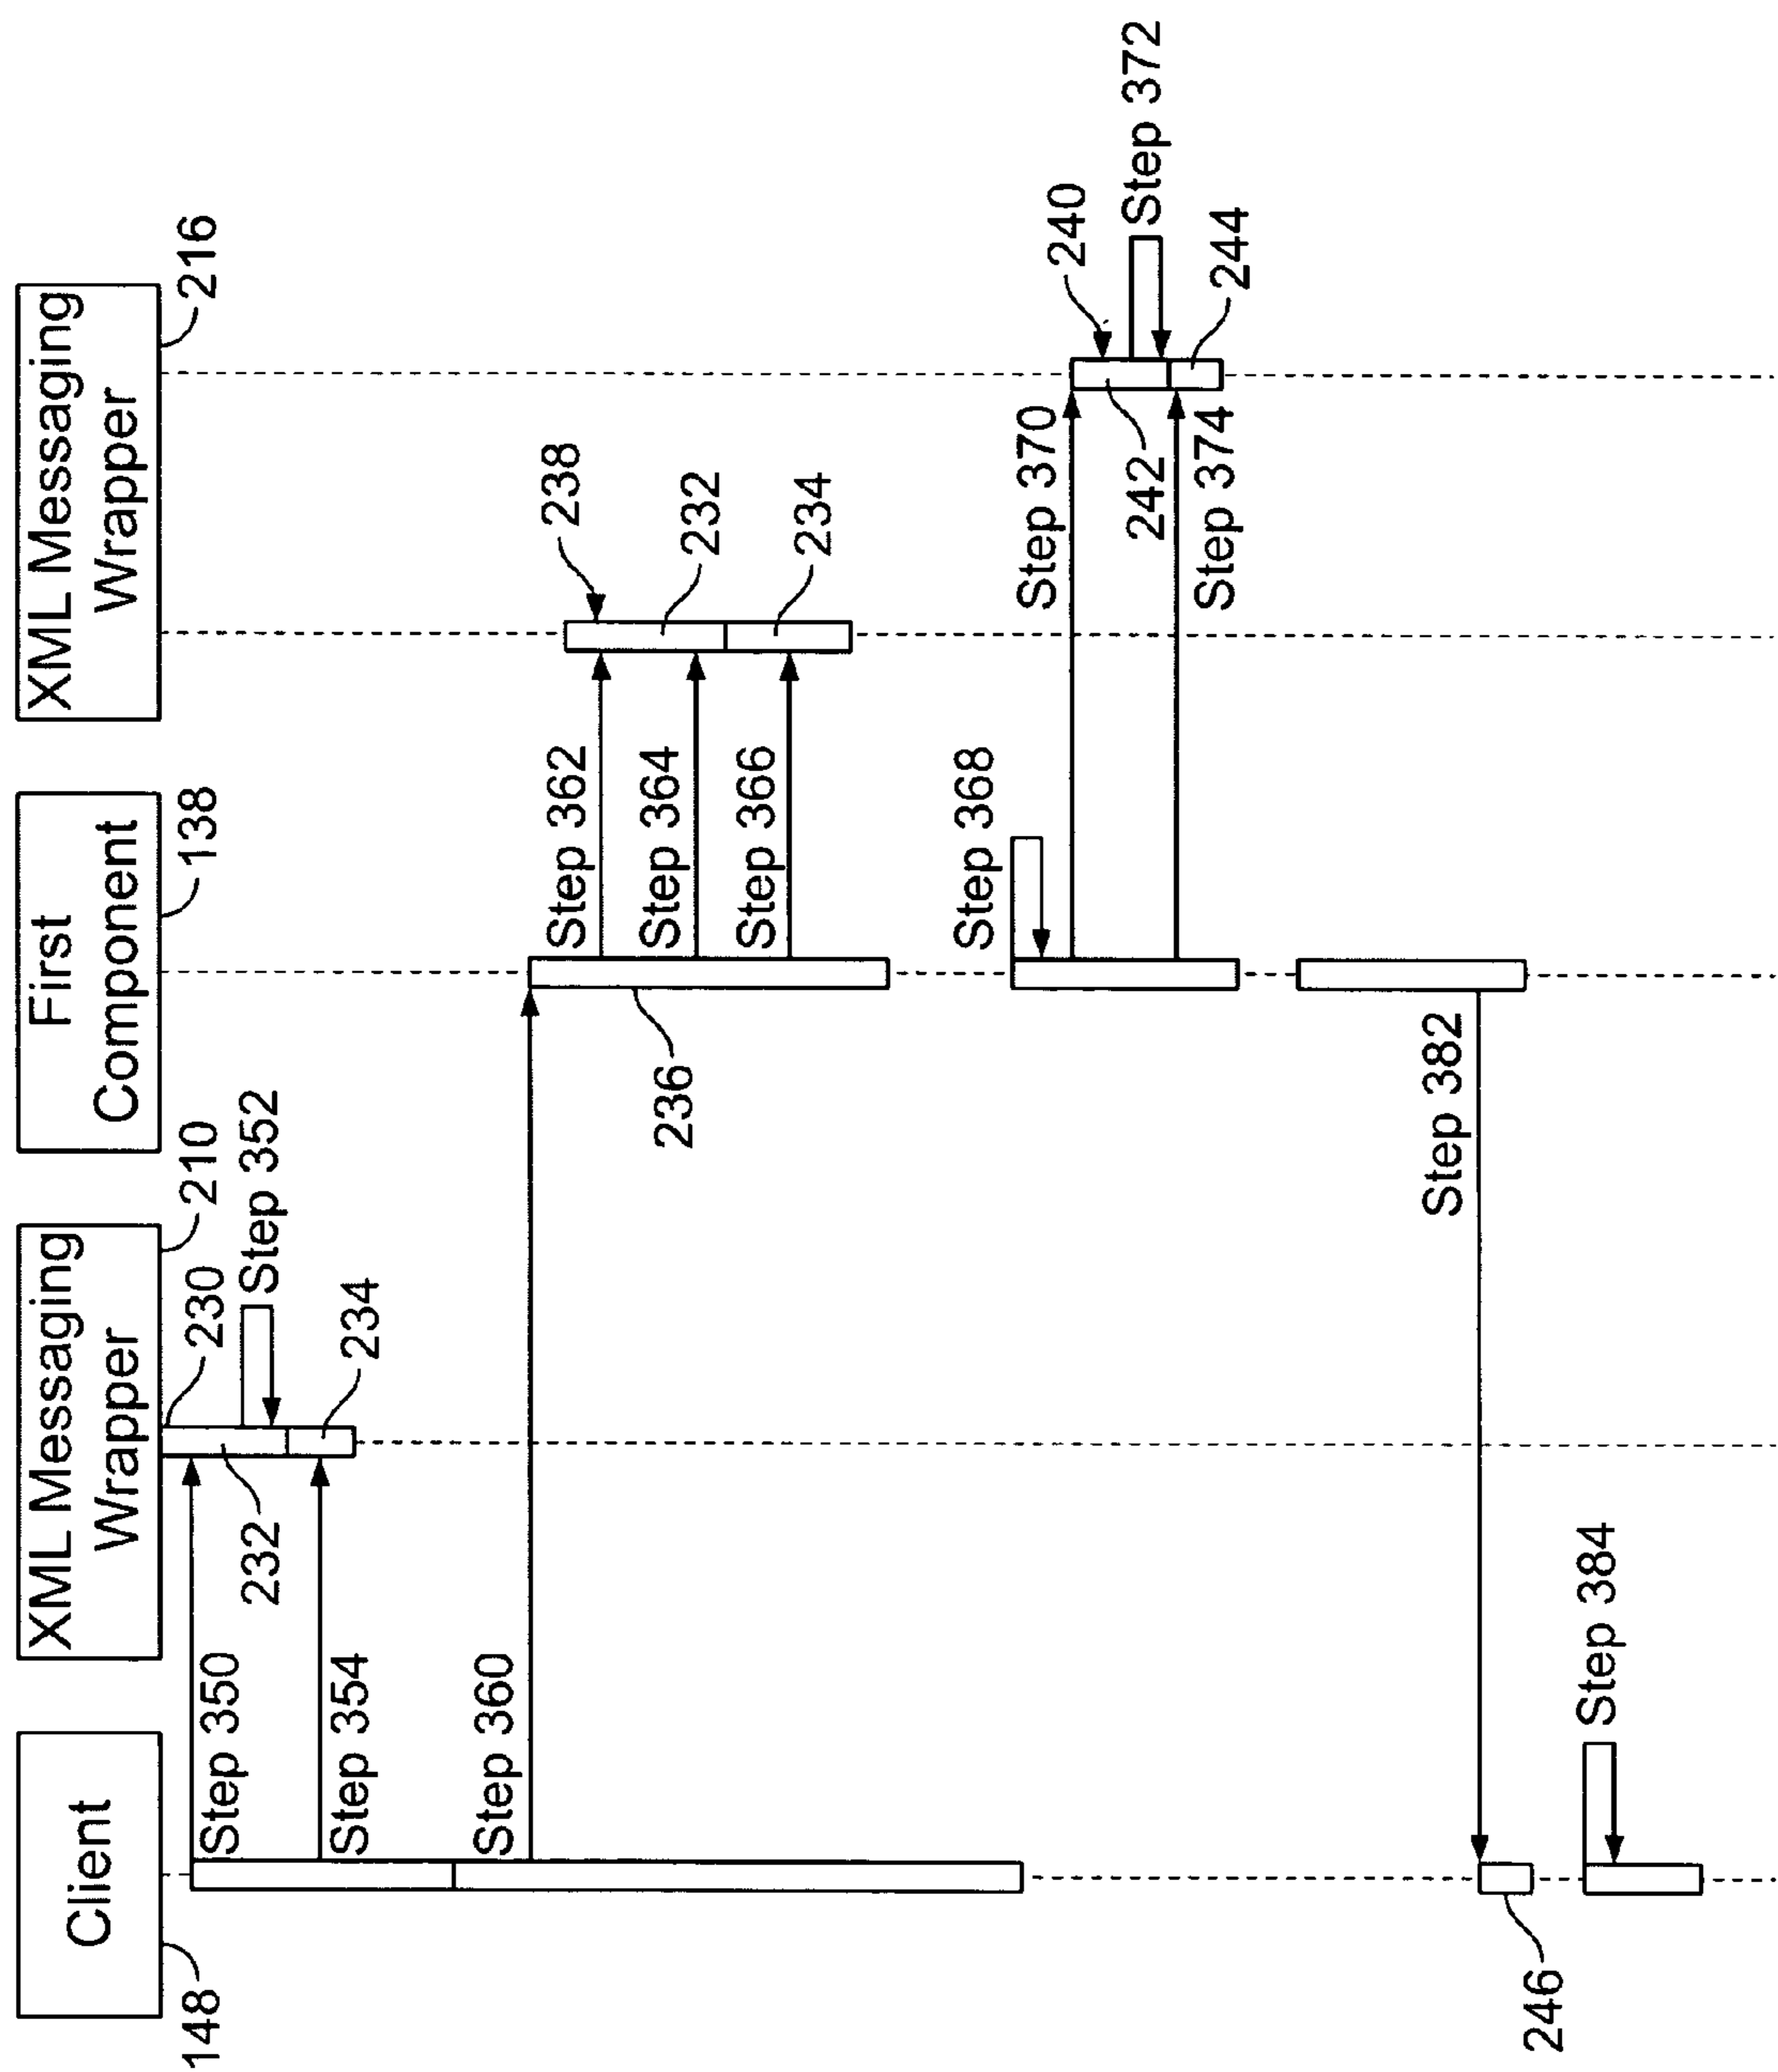 Client
148
XML Messaging
Wrapper
210
First
Component
138
XML Messaging
Wrapper
216
230
Step 350
232
Step 352
Step 354
234
Step 360
236
Step 362
238
Step 364
232
Step 366
234
Step 368
Step 370
240
242
Step 372
Step 374
244
Step 382
246
Step 384